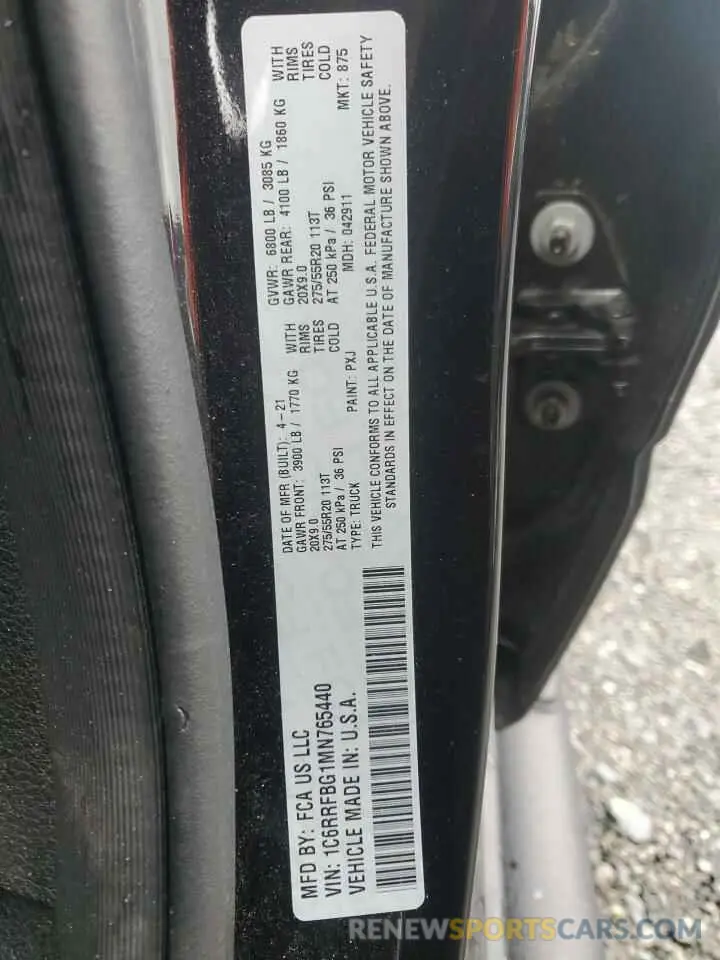 MFD BY: FCA US LLC
VIN: 1C6RRFBG1MN765440
VEHICLE MADE IN: U.S.A.
DATE OF MFR (BUILT): 4-21
GAWR FRONT: 3900 LB / 1770 KG WITH
20X9.0 RIMS
275/55R20 113T TIRES
AT 250 kPa / 36 PSI COLD
TYPE: TRUCK PAINT: PXJ
GVWR: 6800 LB / 3085 KG
GAWR REAR: 4100 LB / 1860 KG WITH
20X9.0 RIMS
275/55R20 113T TIRES
AT 250 kPa / 36 PSI COLD
MDH: 042911 MKT: 875
THIS VEHICLE CONFORMS TO ALL APPLICABLE U.S.A. FEDERAL MOTOR VEHICLE SAFETY
STANDARDS IN EFFECT ON THE DATE OF MANUFACTURE SHOWN ABOVE.
RENEWSPORTSCARS.COM